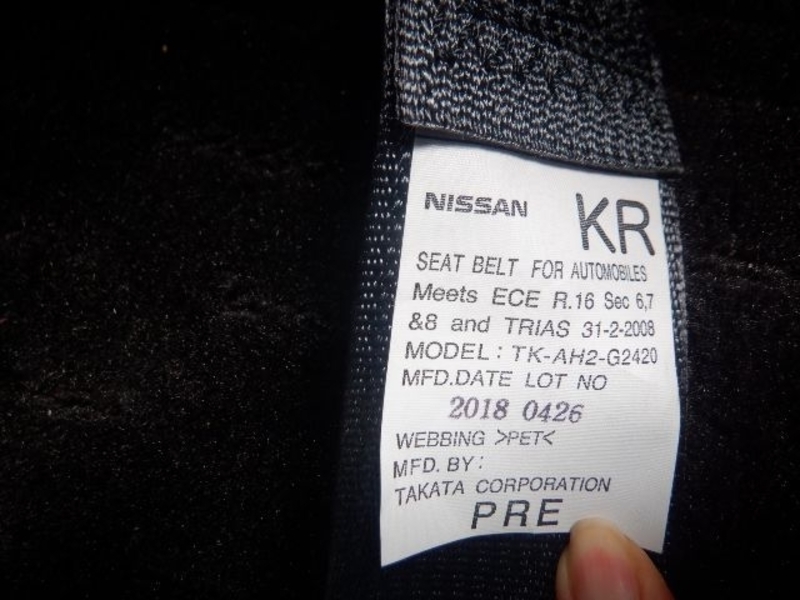 NISSAN KR
SEAT BELT FOR AUTOMOBILES
Meets ECE R.16 Sec 6,7
&8 and TRIAS 31-2-2008
MODEL: TK-AH2-G2420
MFD.DATE LOT NO
2018 0426
WEBBING >PET<
MFD. BY:
TAKATA CORPORATION
PRE